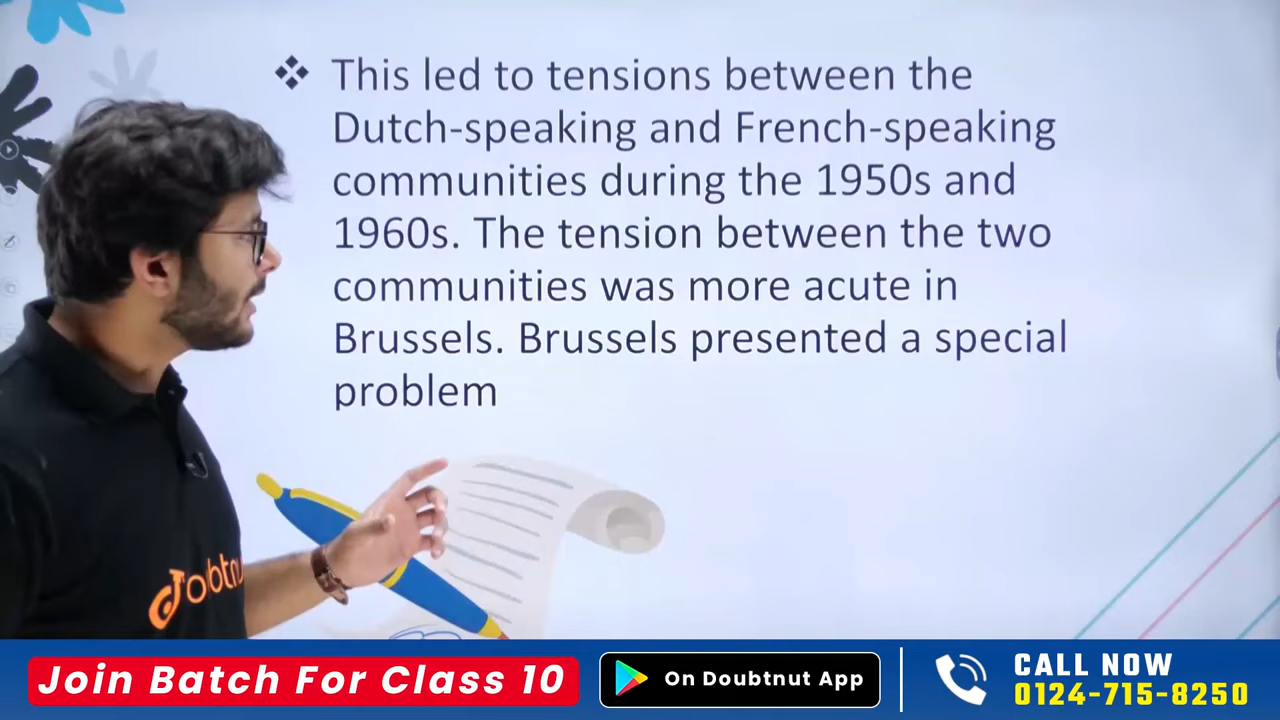 ❖ This led to tensions between the
Dutch-speaking and French-speaking
communities during the 1950s and
1960s. The tension between the two
communities was more acute in
Brussels. Brussels presented a special
problem
doobtnu
Join Batch For Class 10
On Doubtnut App
CALL NOW
0124-715-8250